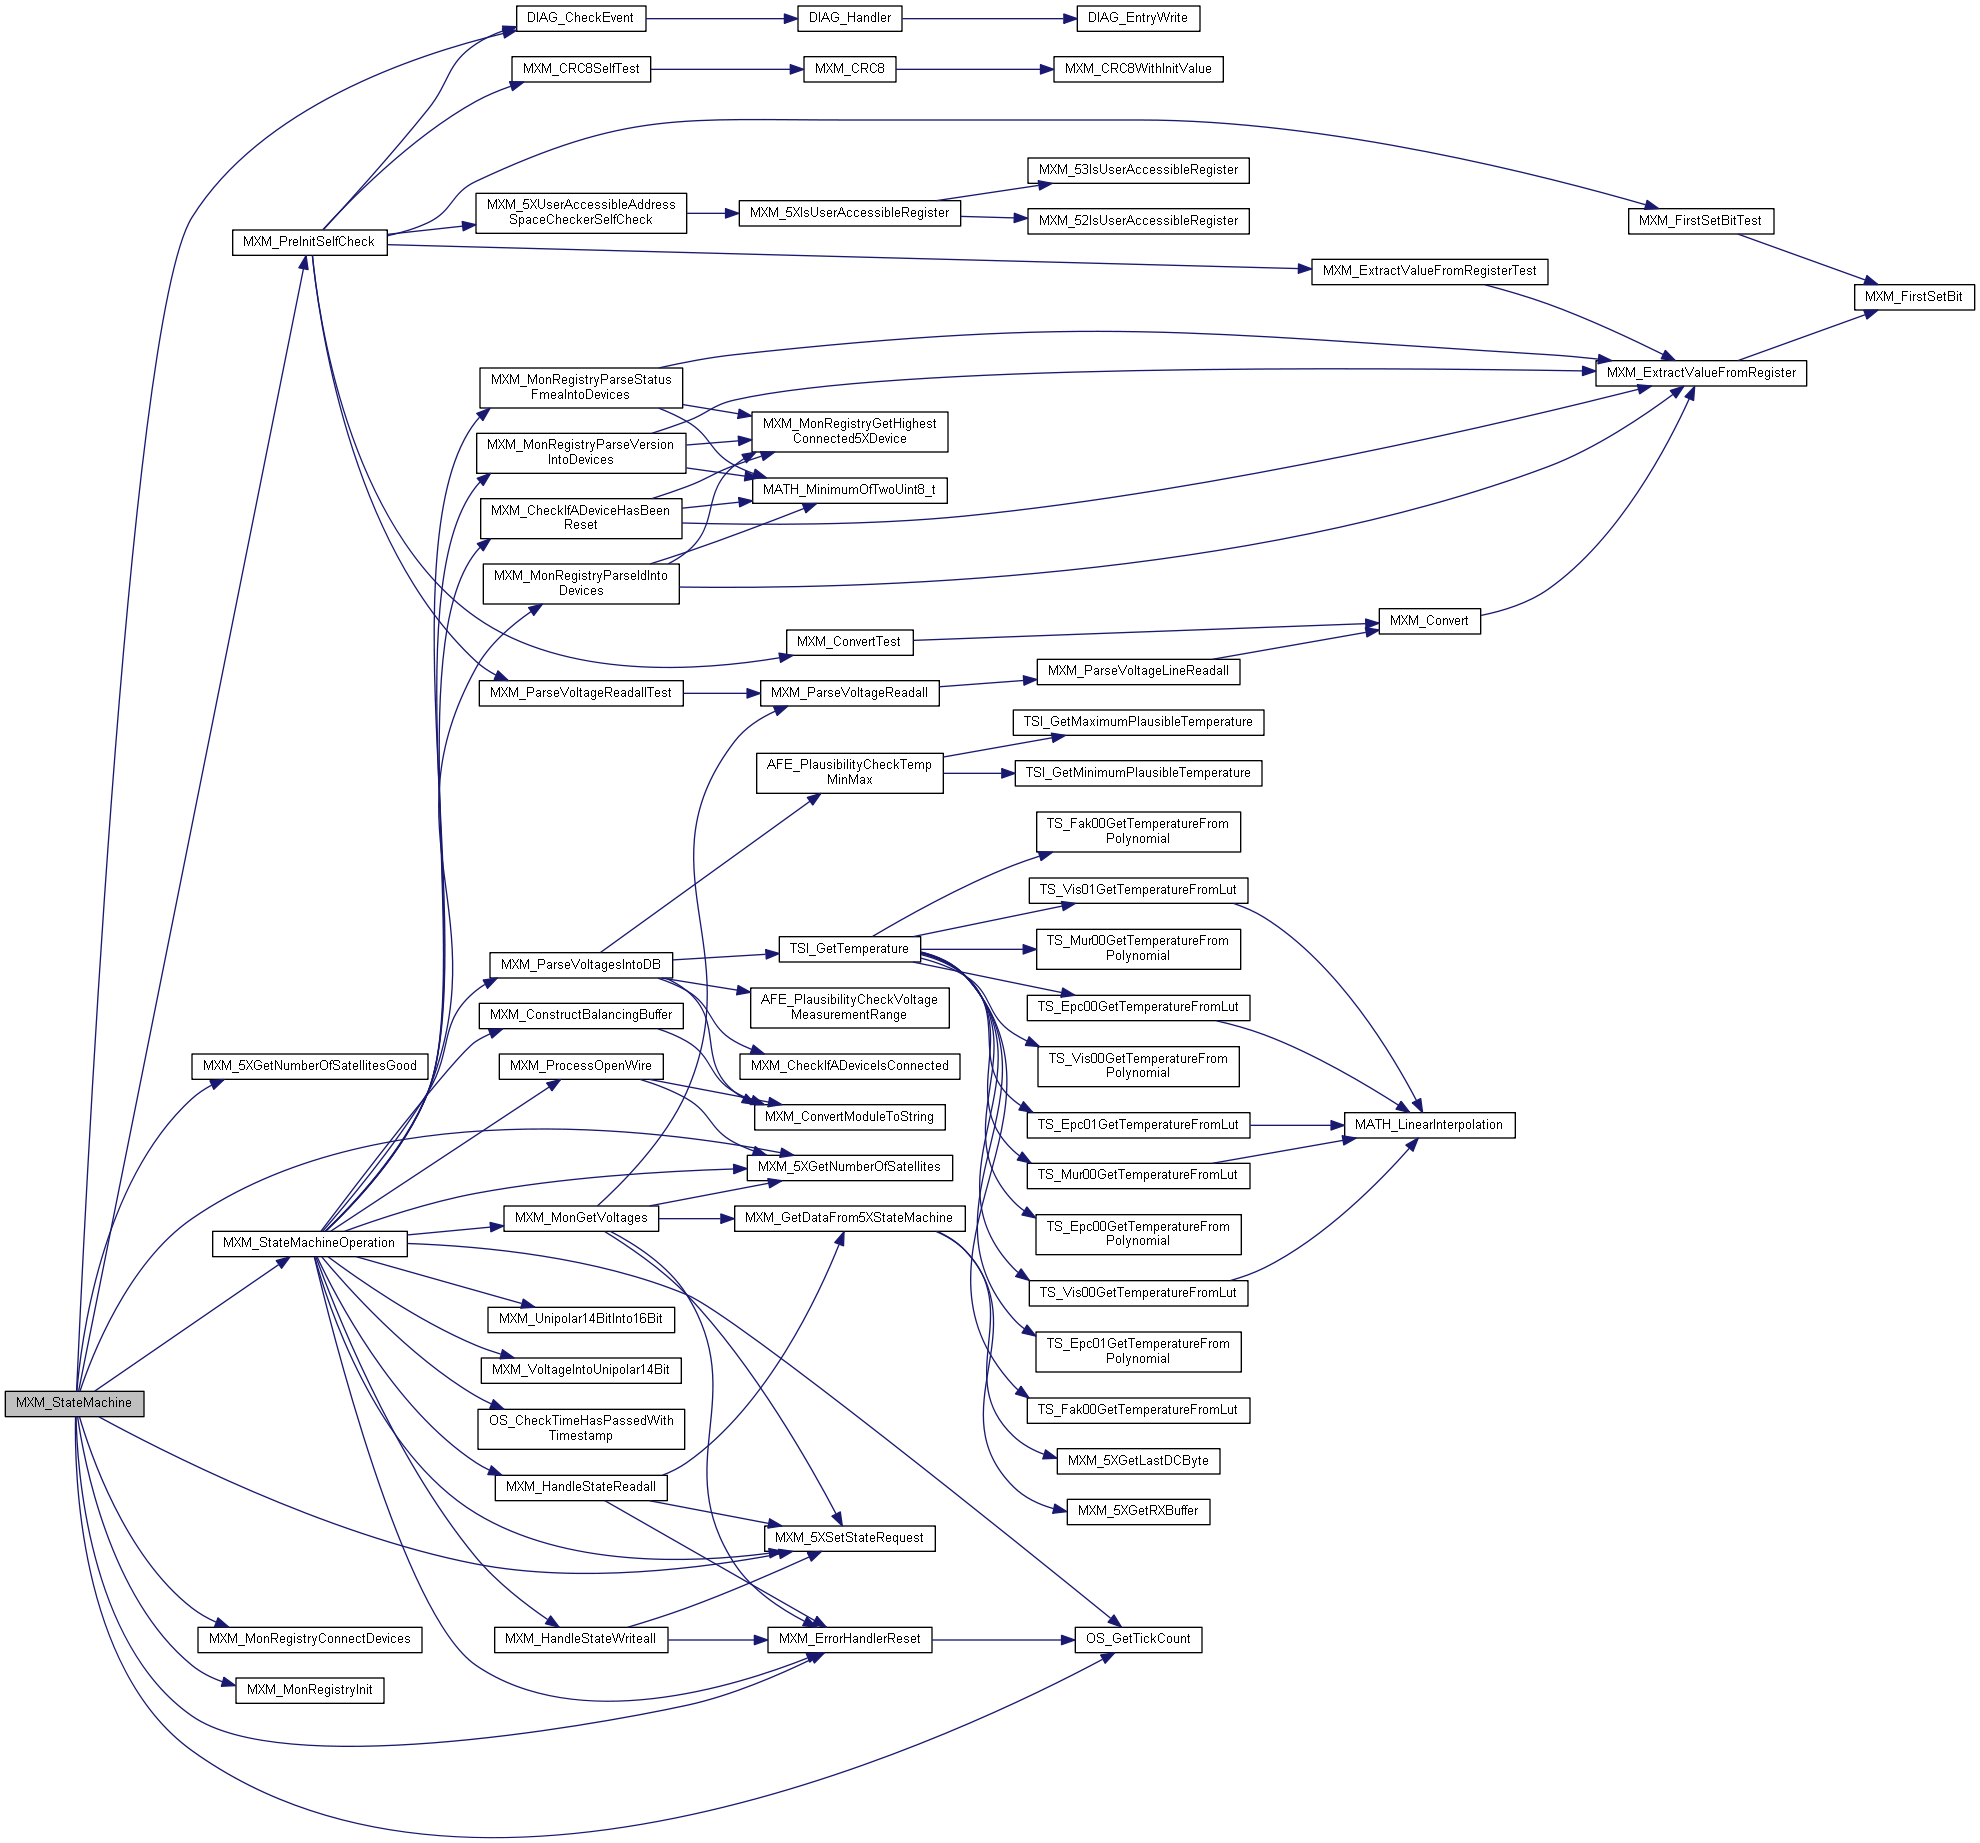 DIAG_CheckEvent
DIAG_Handler
DIAG_EntryWrite
MXM_CRC8SelfTest
MXM_CRC8
MXM_CRC8WithInitValue
MXM_53IsUserAccessibleRegister
MXM_5XUserAccessibleAddress
SpaceCheckerSelfCheck
MXM_5XIsUserAccessibleRegister
MXM_52IsUserAccessibleRegister
MXM_FirstSetBitTest
MXM_PreInitSelfCheck
MXM_ExtractValueFromRegisterTest
MXM_FirstSetBit
MXM_MonRegistryParseStatus
FmeaIntoDevices
MXM_ExtractValueFromRegister
MXM_MonRegistryGetHighest
Connected5XDevice
MXM_MonRegistryParseVersion
IntoDevices
MATH_MinimumOfTwoUint8_t
MXM_CheckIfADeviceHasBeen
Reset
MXM_MonRegistryParseIdInto
Devices
MXM_Convert
MXM_ConvertTest
MXM_ParseVoltageLineReadall
MXM_ParseVoltageReadallTest
MXM_ParseVoltageReadall
TSI_GetMaximumPlausibleTemperature
AFE_PlausibilityCheckTemp
MinMax
TSI_GetMinimumPlausibleTemperature
TS_Fak00GetTemperatureFrom
Polynomial
TS_Vis01GetTemperatureFromLut
TSI_GetTemperature
TS_Mur00GetTemperatureFrom
Polynomial
MXM_ParseVoltagesIntoDB
AFE_PlausibilityCheckVoltage
MeasurementRange
TS_Epc00GetTemperatureFromLut
MXM_ConstructBalancingBuffer
MXM_5XGetNumberOfSatellitesGood
MXM_ProcessOpenWire
MXM_CheckIfADeviceIsConnected
TS_Vis00GetTemperatureFrom
Polynomial
MXM_ConvertModuleToString
TS_Epc01GetTemperatureFromLut
MATH_LinearInterpolation
MXM_5XGetNumberOfSatellites
TS_Mur00GetTemperatureFromLut
MXM_MonGetVoltages
MXM_GetDataFrom5XStateMachine
TS_Epc00GetTemperatureFrom
Polynomial
MXM_StateMachineOperation
TS_Vis00GetTemperatureFromLut
MXM_Unipolar14BitInto16Bit
TS_Epc01GetTemperatureFrom
Polynomial
MXM_VoltageIntoUnipolar14Bit
MXM_StateMachine
TS_Fak00GetTemperatureFromLut
OS_CheckTimeHasPassedWith
Timestamp
MXM_5XGetLastDCByte
MXM_HandleStateReadall
MXM_5XGetRXBuffer
MXM_5XSetStateRequest
MXM_MonRegistryConnectDevices
MXM_HandleStateWriteall
MXM_ErrorHandlerReset
OS_GetTickCount
MXM_MonRegistryInit